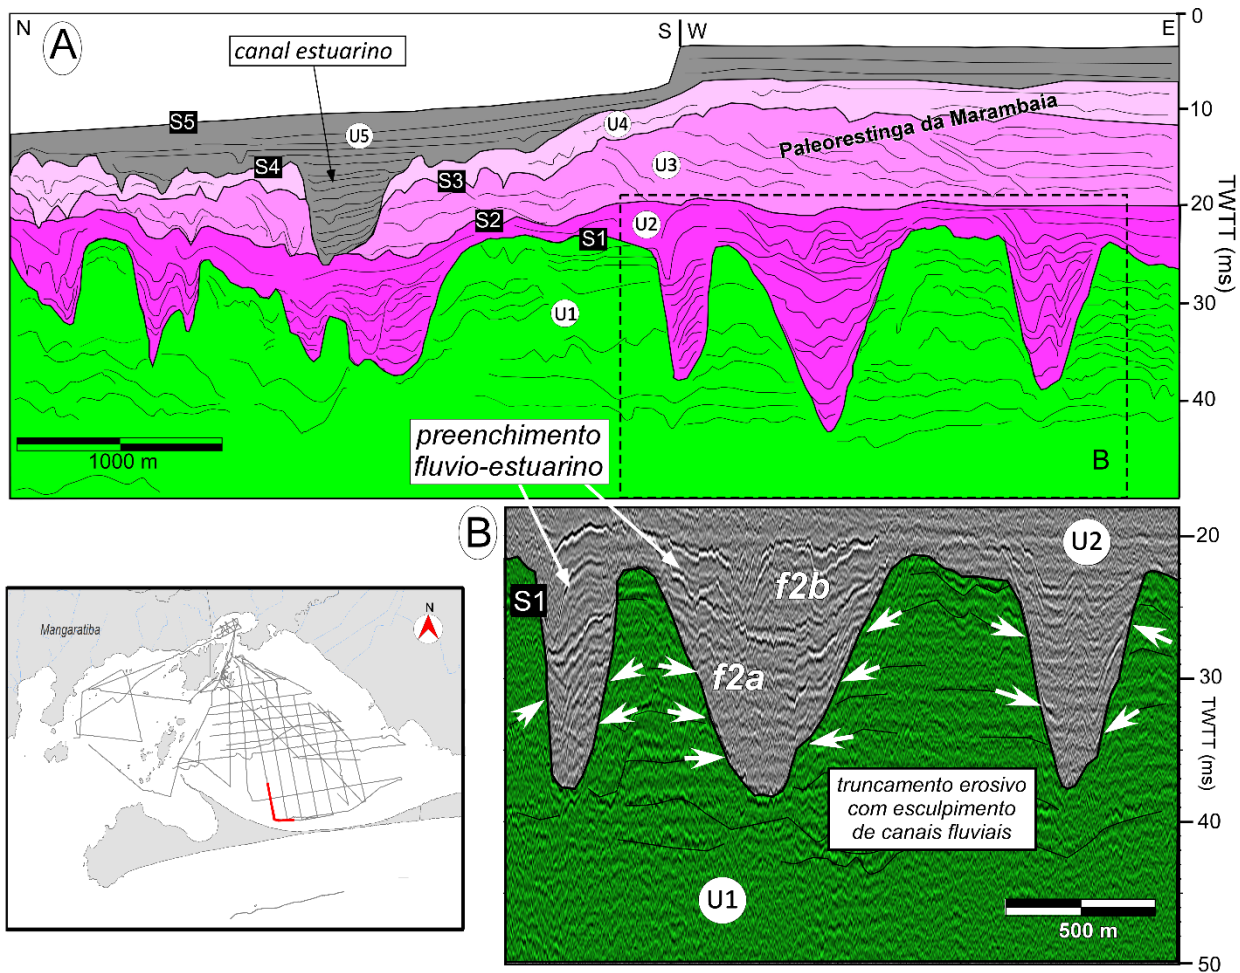 N
A
canal estuarino
S
W
E
0
S5
U5
U4
10
S4
S3
Paleorestinga da Marambaia
U3
S2
U2
20
S1
TWTT (ms)
U1
30
40
1000 m
preenchimento
fluvio-estuarino
B
B
20
U2
S1
f2b
f2a
30
TWTT (ms)
truncamento erosivo
com esculpimento
de canais fluviais
40
U1
500 m
50
Mangaratiba
N